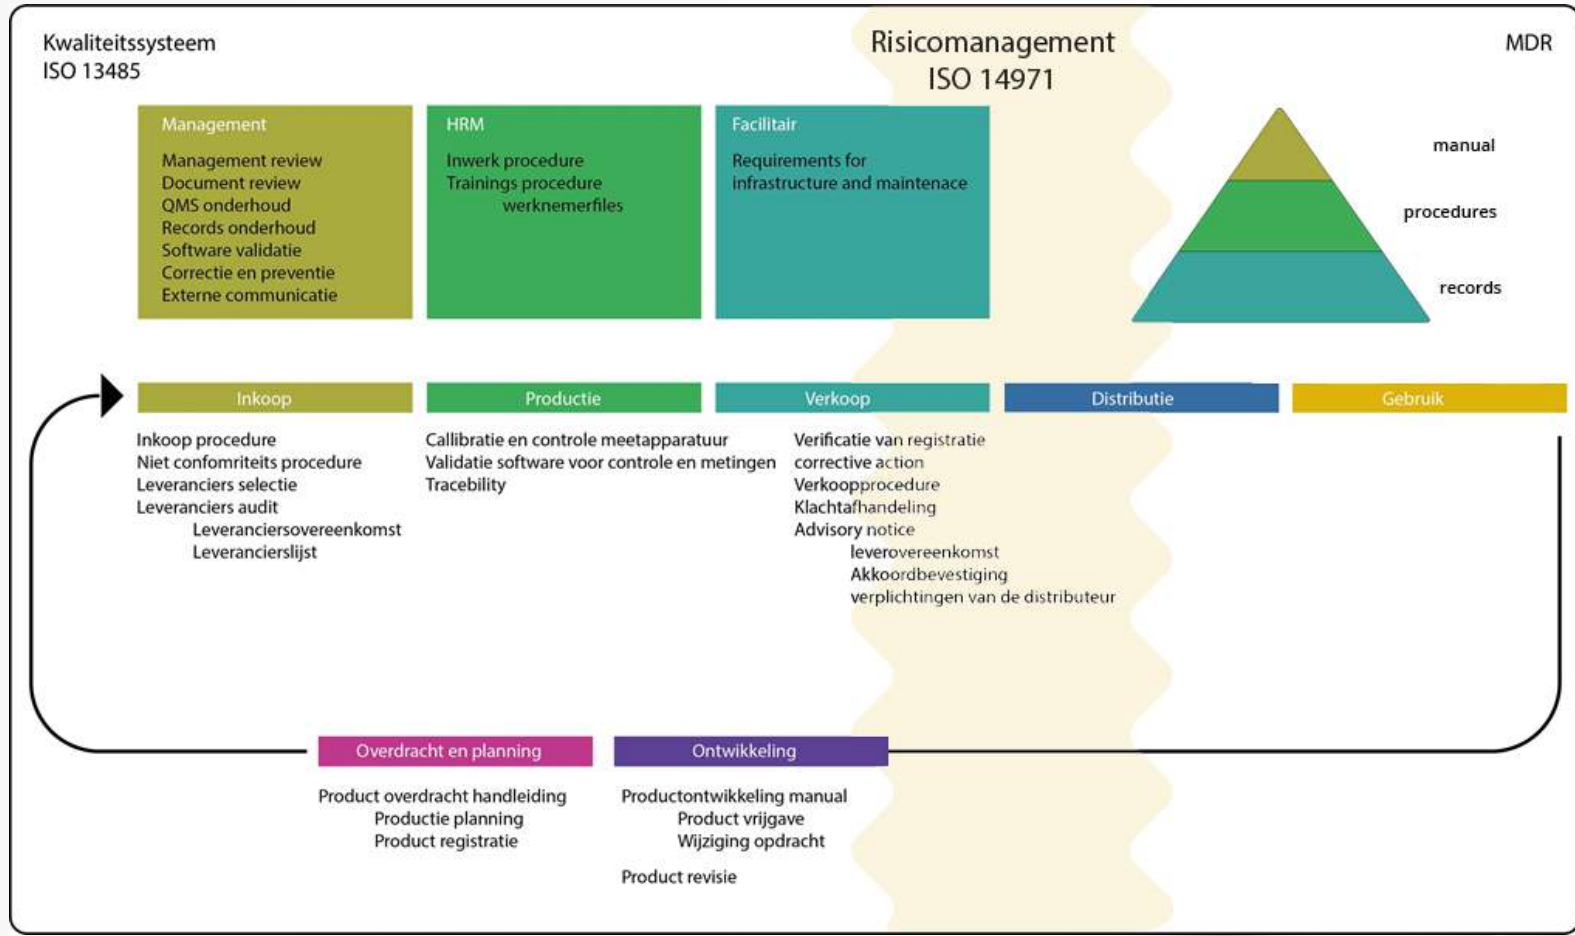 Kwaliteitssysteem
ISO 13485
Risicomanagement
ISO 14971
MDR
Management
Management review
Document review
QMS onderhoud
Records onderhoud
Software validatie
Correctie en preventie
Externe communicatie
HRM
Inwerk procedure
Trainings procedure
werknemerfiles
Facilitair
Requirements for
infrastructure and maintenace
manual
procedures
records
Inkoop
Productie
Verkoop
Distributie
Gebruik
Inkoop procedure
Niet confomriteits procedure
Leveranciers selectie
Leveranciers audit
Leveranciersovereenkomst
Leverancierslijst
Callibratie en controle meetapparatuur
Validatie software voor controle en metingen
Tracebility
Verificatie van registratie
corrective action
Verkoopprocedure
Klachtafhandeling
Advisory notice
leverovereenkomst
Akkoordbevestiging
verplichtingen van de distributeur
Overdracht en planning
Ontwikkeling
Product overdracht handleiding
Productie planning
Product registratie
Productontwikkeling manual
Product vrijgave
Wijziging opdracht
Product revisie